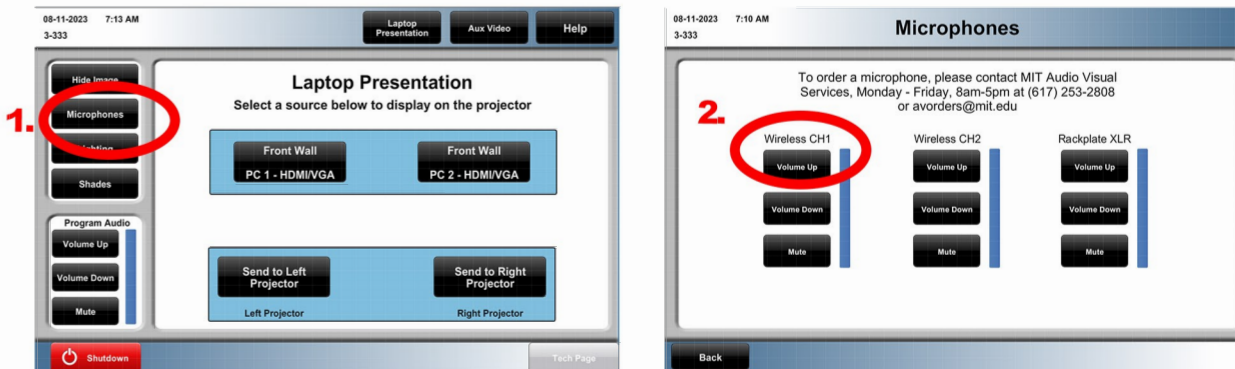 08-11-2023 7:13 AM
3-333
Laptop
Presentation
Aux Video
Help
Hide Image
Microphones
Lighting
Shades
Program Audio
Volume Up
Volume Down
Mute
Laptop Presentation
Select a source below to display on the projector
Front Wall
PC 1 - HDMI/VGA
Front Wall
PC 2 - HDMI/VGA
Send to Left
Projector
Send to Right
Projector
Left Projector
Right Projector
Shutdown
Tech Page
1.
08-11-2023 7:10 AM
3-333
Microphones
To order a microphone, please contact MIT Audio Visual
Services, Monday - Friday, 8am-5pm at (617) 253-2808
or avorders@mit.edu
2.
Wireless CH1
Volume Up
Volume Down
Mute
Wireless CH2
Volume Up
Volume Down
Mute
Rackplate XLR
Volume Up
Volume Down
Mute
Back